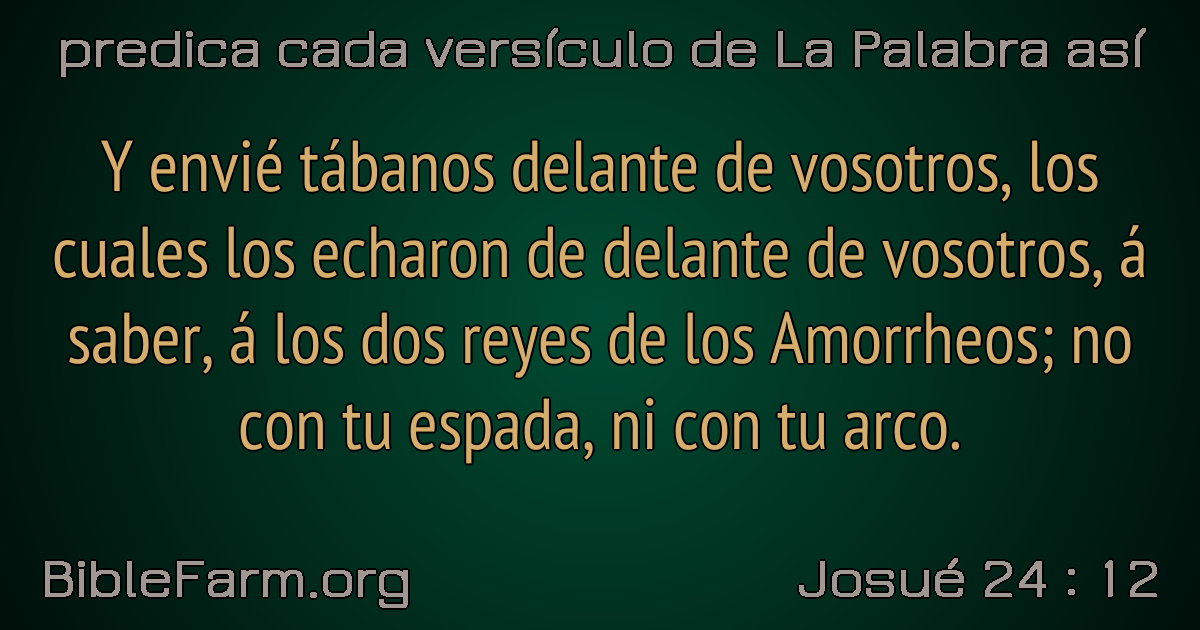 predica cada versículo de La Palabra así
Y envié tábanos delante de vosotros, los
cuales los echaron de delante de vosotros, á
saber, á los dos reyes de los Amorrheos; no
con tu espada, ni con tu arco.
BibleFarm.org
Josué 24 : 12